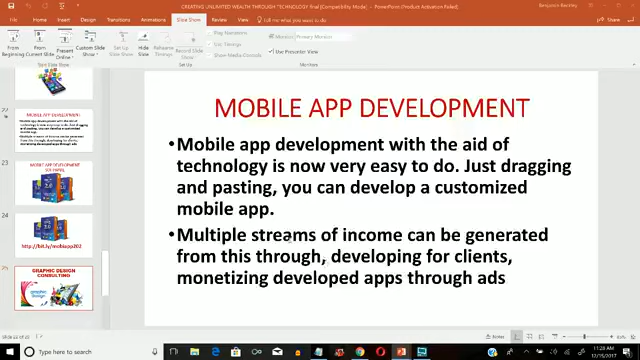 CREATING UNLIMITED WEALTH THROUGH TECHNOLOGY final [Compatibility Mode] - PowerPoint (Product Activation Failed)
File Home Insert Design Transitions Animations Slide Show Review View Tell me what you want to do
From Beginning
From Current Slide
Present Online
Custom Slide Show
Set Up Slide Show
Hide Slide
Rehearse Timings
Record Slide Show
Play Narrations
Use Timings
Show Media Controls
Monitor: Primary Monitor
Use Presenter View
Start Slide Show
Set Up
Monitors
22
MOBILE APP DEVELOPMENT
23
24
http://bit.ly/mobiapp202
25
GRAPHIC DESIGN
CONSULTING
MOBILE APP DEVELOPMENT
•Mobile app development with the aid of
technology is now very easy to do. Just dragging
and pasting, you can develop a customized
mobile app.
•Multiple streams of income can be generated
from this through, developing for clients,
monetizing developed apps through ads
Notes
Type here to search
11:23 AM
12/15/2017